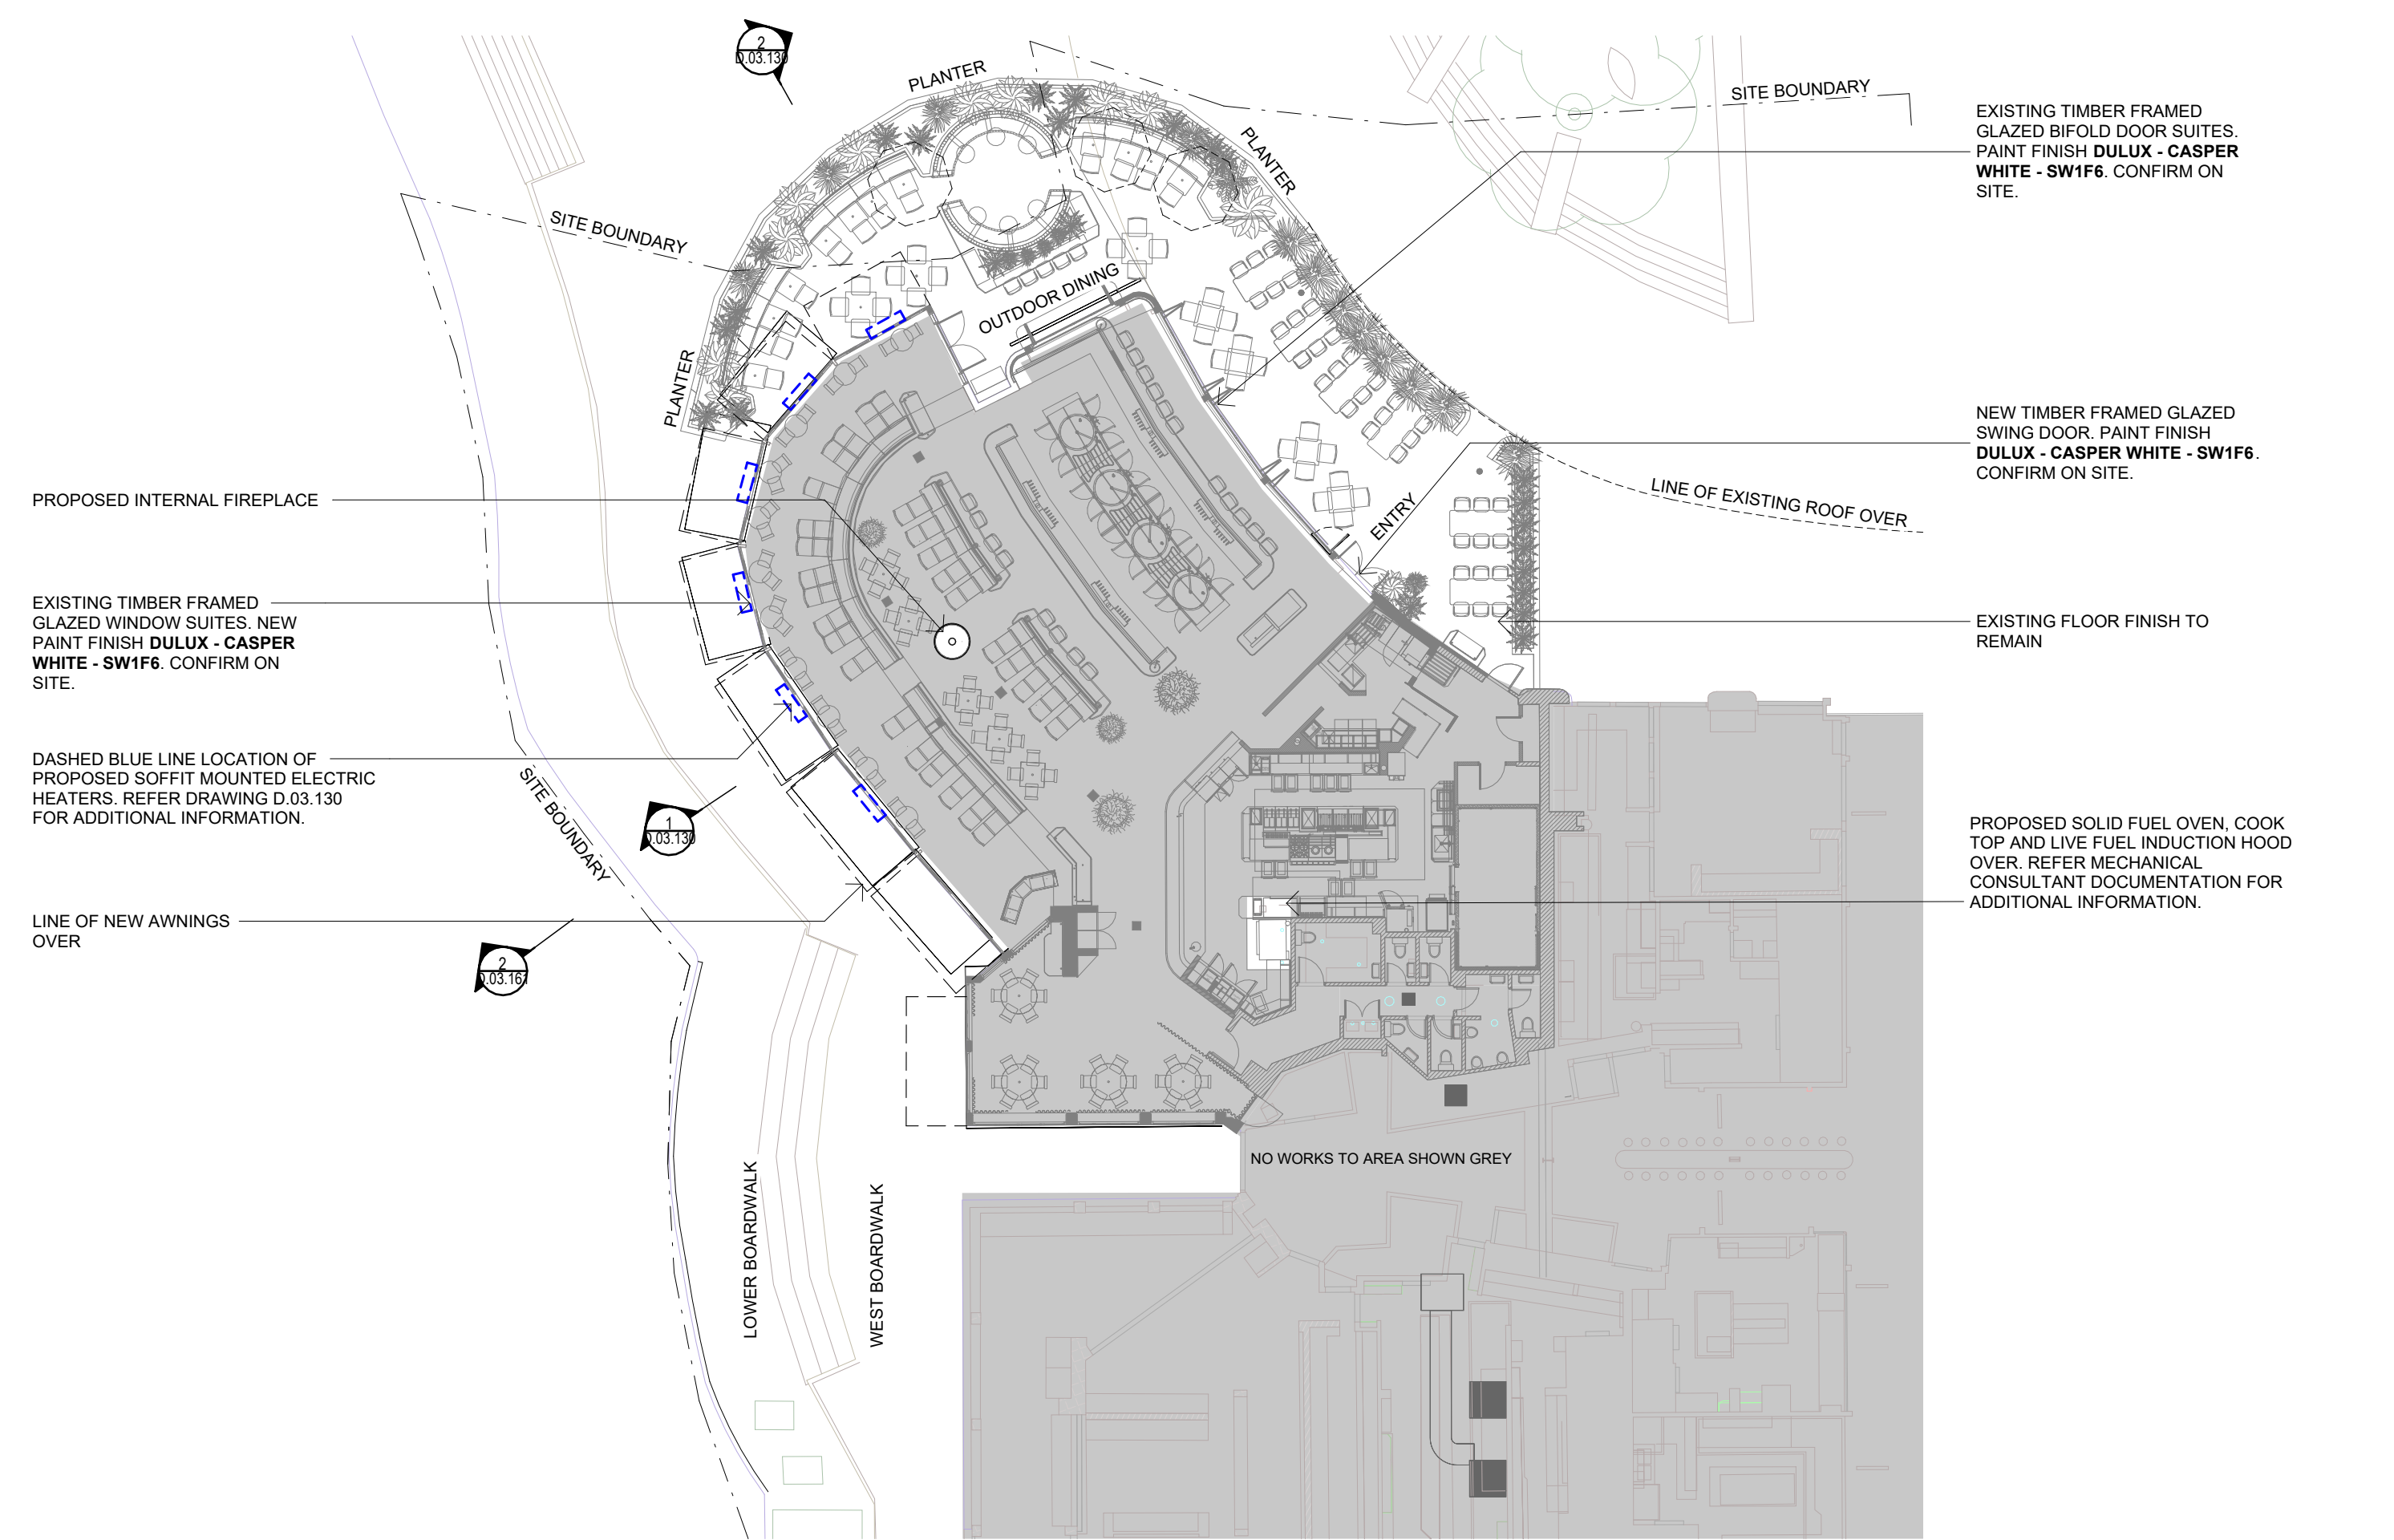 2
D.03.130
PLANTER
SITE BOUNDARY
EXISTING TIMBER FRAMED
GLAZED BIFOLD DOOR SUITES.
PAINT FINISH DULUX - CASPER
WHITE - SW1F6. CONFIRM ON
SITE.
PLANTER
SITE BOUNDARY
OUTDOOR DINING
PLANTER
NEW TIMBER FRAMED GLAZED
SWING DOOR. PAINT FINISH
DULUX - CASPER WHITE - SW1F6.
CONFIRM ON SITE.
PROPOSED INTERNAL FIREPLACE
ENTRY
LINE OF EXISTING ROOF OVER
EXISTING TIMBER FRAMED
GLAZED WINDOW SUITES. NEW
PAINT FINISH DULUX - CASPER
WHITE - SW1F6. CONFIRM ON
SITE.
EXISTING FLOOR FINISH TO
REMAIN
DASHED BLUE LINE LOCATION OF
PROPOSED SOFFIT MOUNTED ELECTRIC
HEATERS. REFER DRAWING D.03.130
FOR ADDITIONAL INFORMATION.
SITE BOUNDARY
1
D.03.130
PROPOSED SOLID FUEL OVEN, COOK
TOP AND LIVE FUEL INDUCTION HOOD
OVER. REFER MECHANICAL
CONSULTANT DOCUMENTATION FOR
ADDITIONAL INFORMATION.
LINE OF NEW AWNINGS
OVER
2
D.03.161
NO WORKS TO AREA SHOWN GREY
LOWER BOARDWALK
WEST BOARDWALK